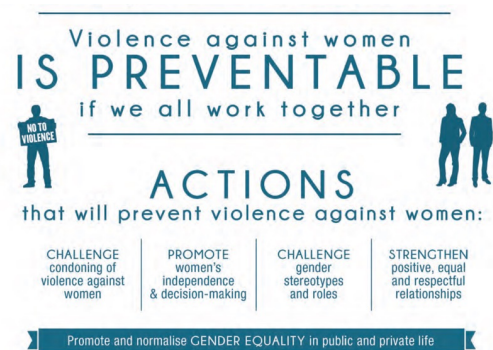 Violence against women
IS PREVENTABLE
if we all work together
NO TO
VIOLENCE
ACTIONS
that will prevent violence against women:
CHALLENGE
condoning of
violence against
women
PROMOTE
women's
independence
& decision-making
CHALLENGE
gender
stereotypes
and roles
STRENGTHEN
positive, equal
and respectful
relationships
Promote and normalise GENDER EQUALITY in public and private life